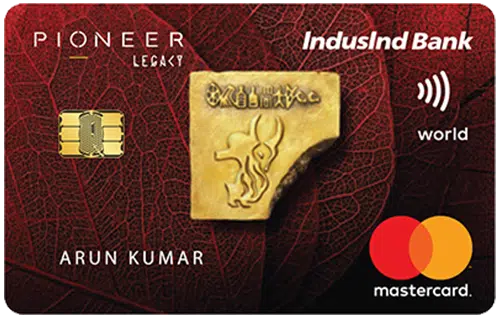 PIONEER
LEGACY
IndusInd Bank
world
ARUN KUMAR
mastercard.